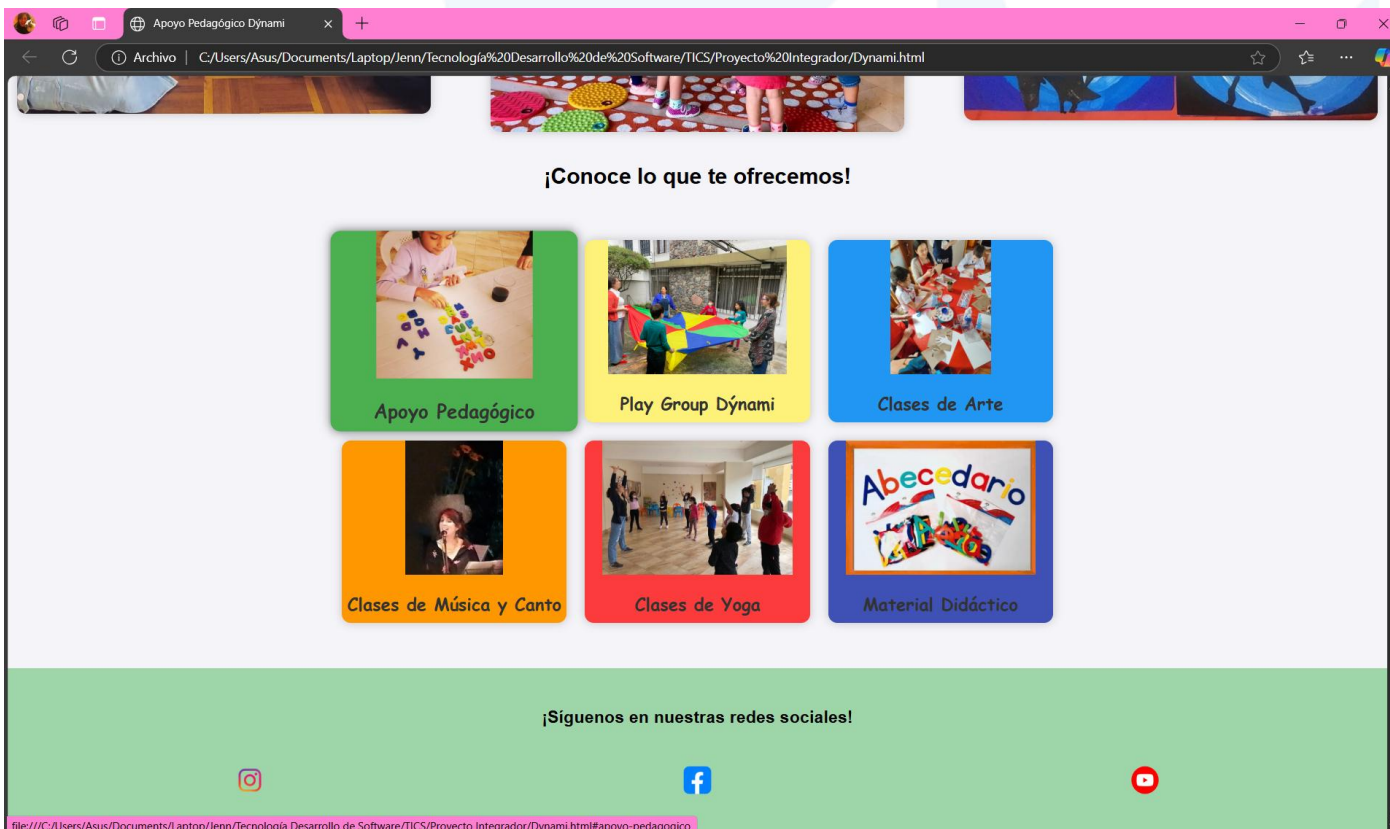 Apoyo Pedagógico Dýnami
Archivo
C:/Users/Asus/Documents/Laptop/Jenn/Tecnología%20Desarrollo%20de%20Software/TICS/Proyecto%20Integrador/Dynami.html
¡Conoce lo que te ofrecemos!
Apoyo Pedagógico
Play Group Dýnami
Clases de Arte
Abecedario
Clases de Música y Canto
Clases de Yoga
Material Didáctico
¡Síguenos en nuestras redes sociales!
file:///C:/Users/Asus/Documents/Laptop/Jenn/Tecnología Desarrollo de Software/TICS/Proyecto Integrador/Dynami.html#apoyo-pedagogico